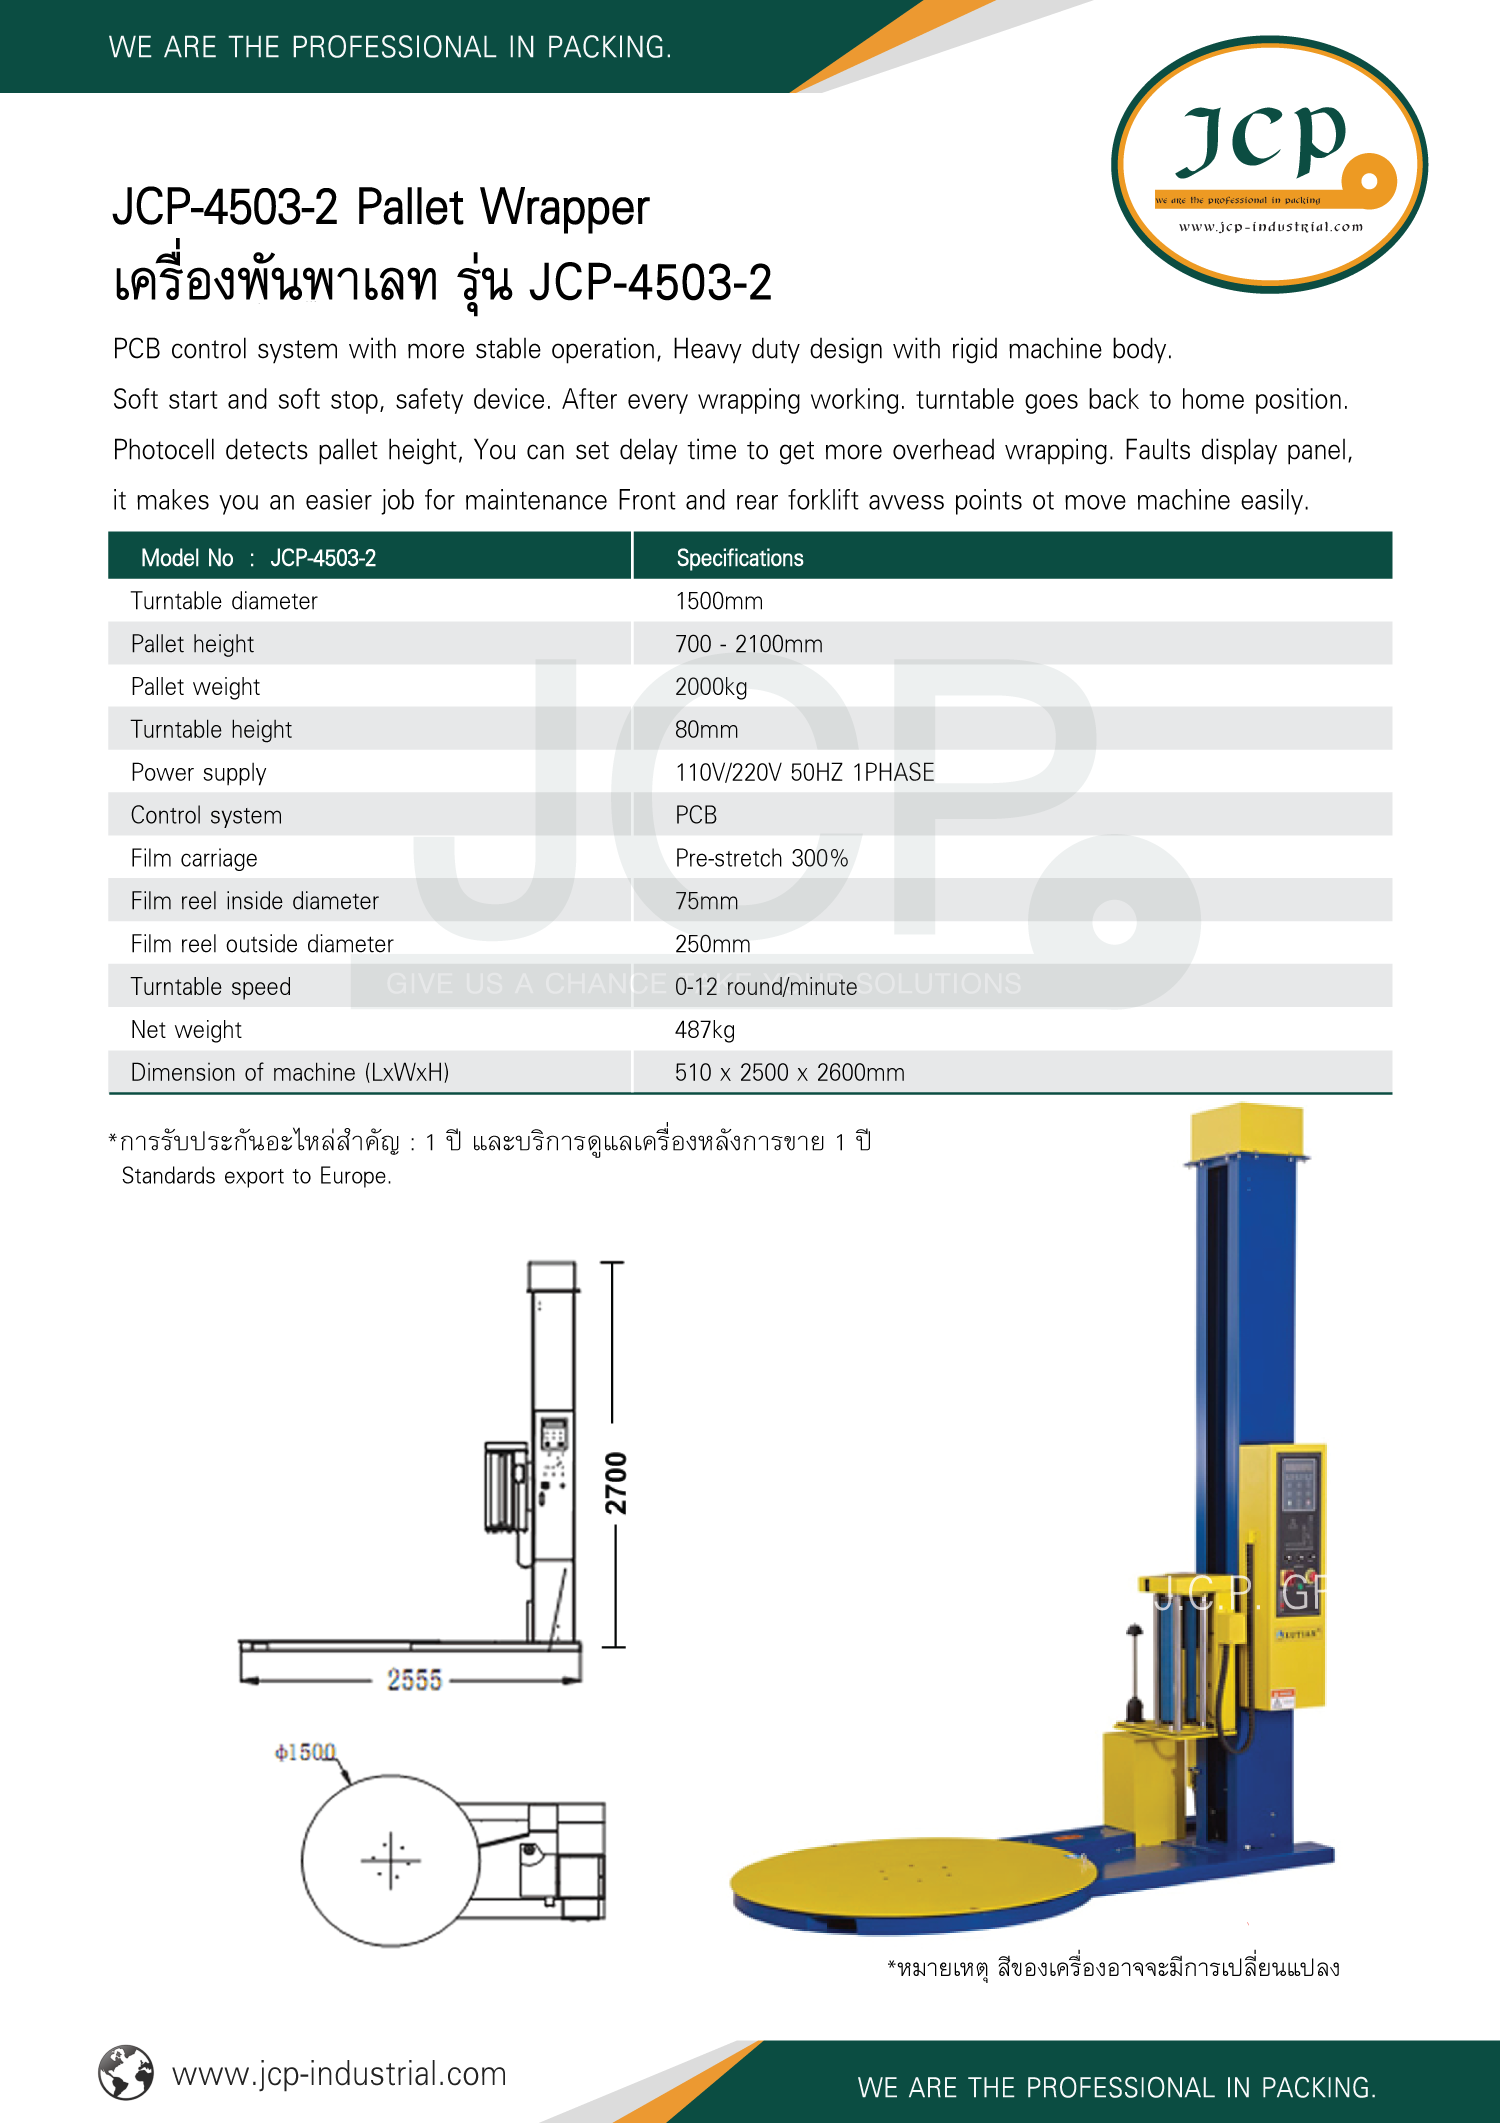 WE ARE THE PROFESSIONAL IN PACKING.
JCP
we are the professional in packing
www.jcp-industrial.com
JCP-4503-2 Pallet Wrapper
เครื่องพันพาเลท รุ่น JCP-4503-2
PCB control system with more stable operation, Heavy duty design with rigid machine body.
Soft start and soft stop, safety device. After every wrapping working. turntable goes back to home position.
Photocell detects pallet height, You can set delay time to get more overhead wrapping. Faults display panel,
it makes you an easier job for maintenance Front and rear forklift avvess points ot move machine easily.
Model No : JCP-4503-2 Specifications
Turntable diameter 1500mm
Pallet height 700 - 2100mm
Pallet weight 2000kg
Turntable height 80mm
Power supply 110V/220V 50HZ 1PHASE
Control system PCB
Film carriage Pre-stretch 300%
Film reel inside diameter 75mm
Film reel outside diameter 250mm
Turntable speed 0-12 round/minute
Net weight 487kg
Dimension of machine (LxWxH) 510 x 2500 x 2600mm
JCP
GIVE US A CHANCE TAKE YOUR SOLUTIONS
*การรับประกันอะไหล่สำคัญ : 1 ปี และบริการดูแลเครื่องหลังการขาย 1 ปี
Standards export to Europe.
2700
2555
ф1500
J.C.P. GR
LUTIAN
*หมายเหตุ สีของเครื่องอาจจะมีการเปลี่ยนแปลง
www.jcp-industrial.com
WE ARE THE PROFESSIONAL IN PACKING.